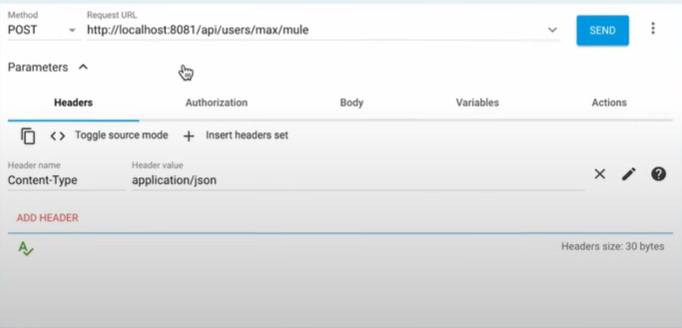 Method Request URL
POST http://localhost:8081/api/users/max/mule SEND
Parameters
Headers Authorization Body Variables Actions
<> Toggle source mode + Insert headers set
Header name Header value
Content-Type application/json
ADD HEADER
A Headers size: 30 bytes